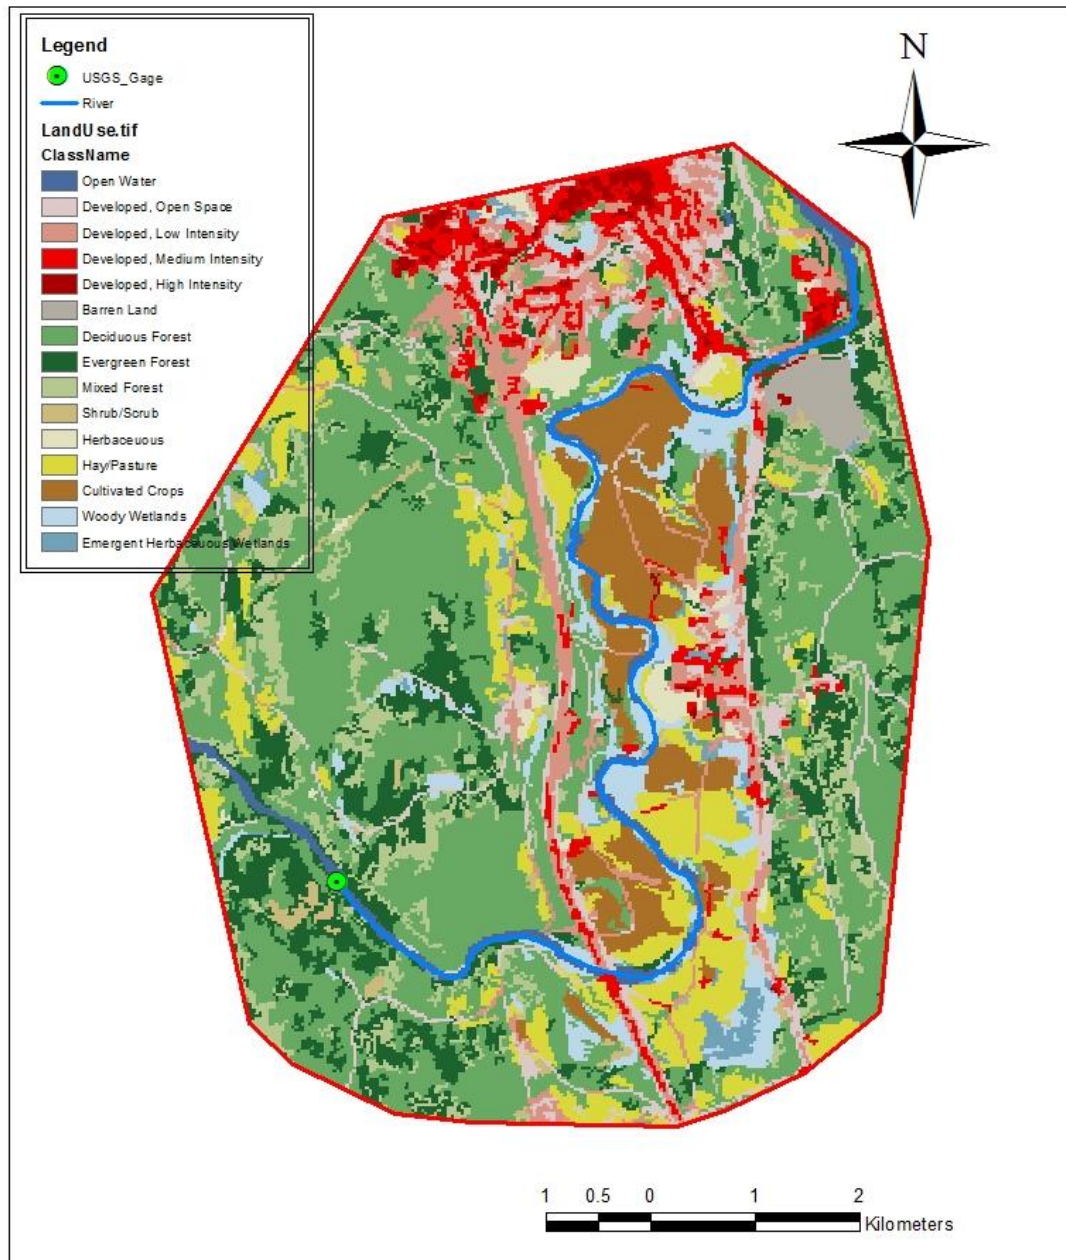 Legend
USGS_Gage
River
LandUse.tif
ClassName
Open Water
Developed, Open Space
Developed, Low Intensity
Developed, Medium Intensity
Developed, High Intensity
Barren Land
Deciduous Forest
Evergreen Forest
Mixed Forest
Shrub/Scrub
Herbaceuous
Hay/Pasture
Cultivated Crops
Woody Wetlands
Emergent Herbaceuous Wetlands
N
1 0.5 0 1 2
Kilometers